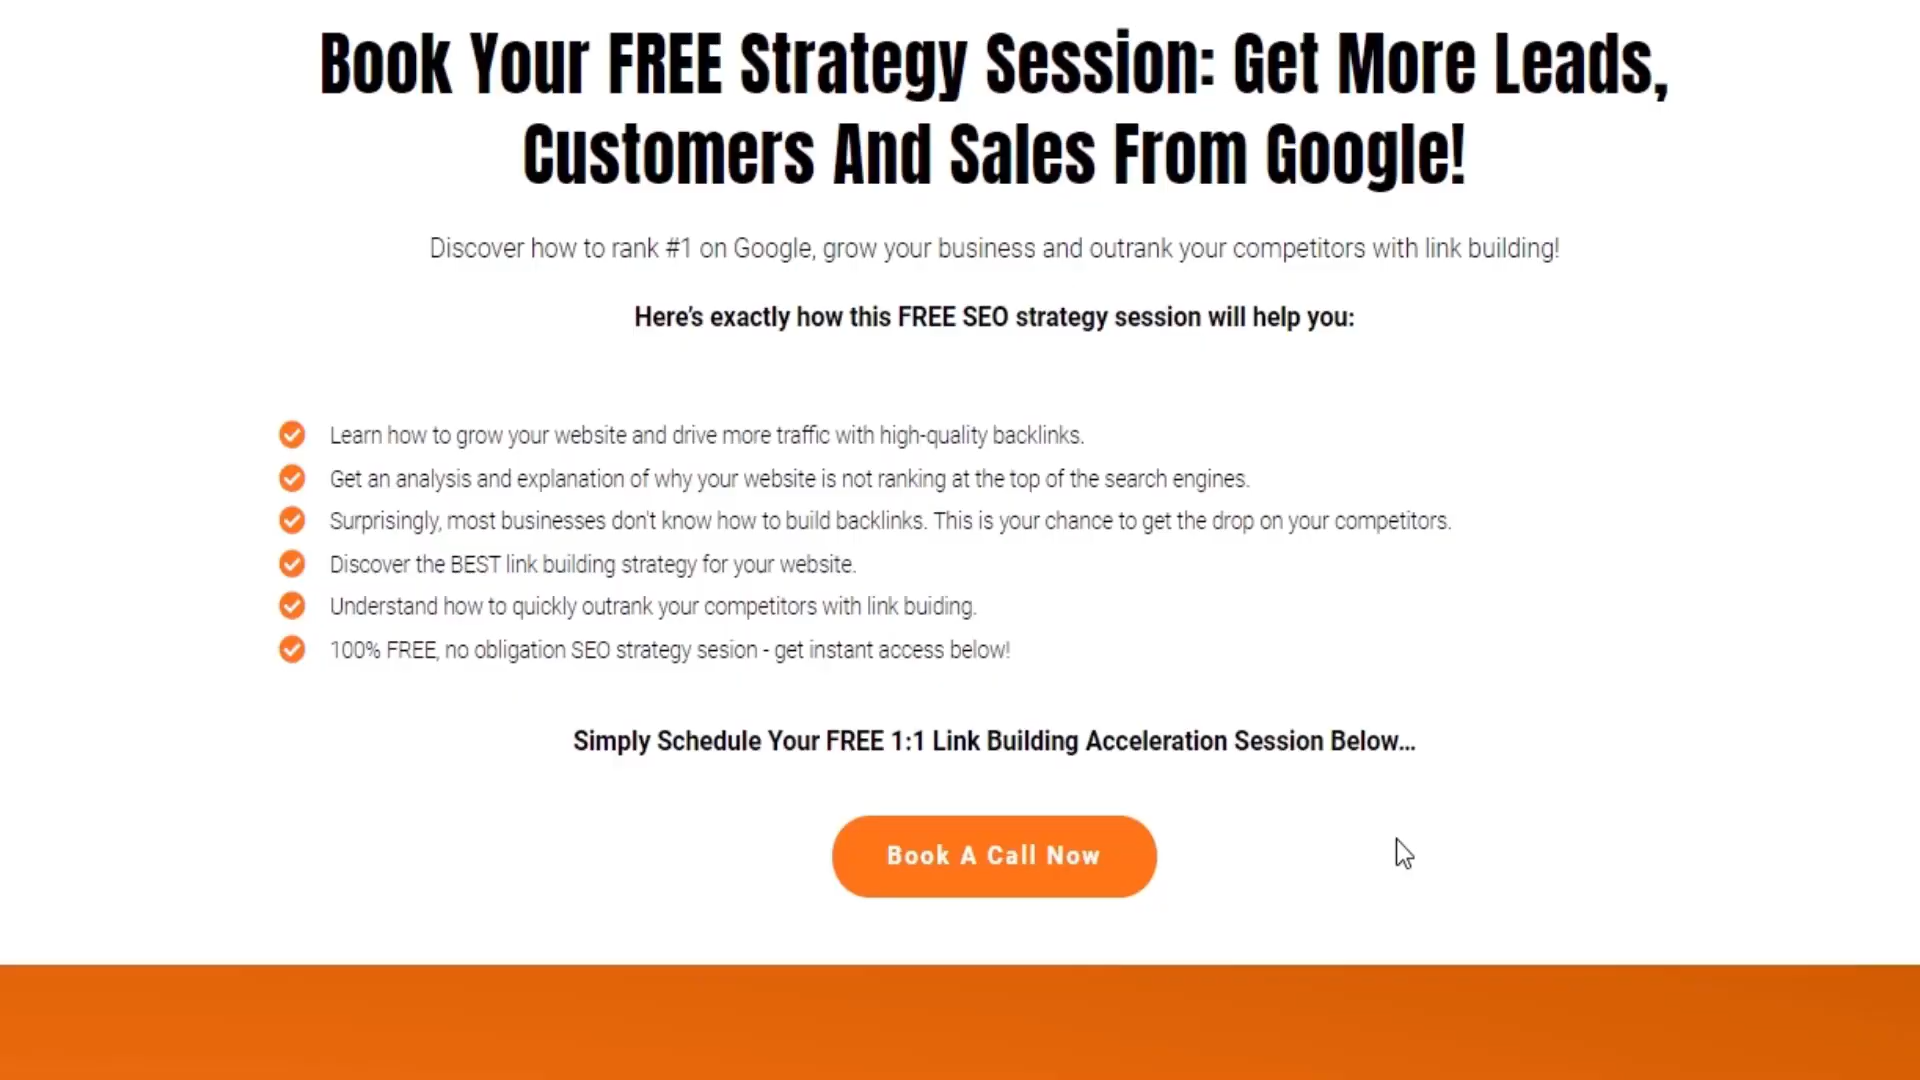 Book Your FREE Strategy Session: Get More Leads,
Customers And Sales From Google!
Discover how to rank #1 on Google, grow your business and outrank your competitors with link building!
Here's exactly how this FREE SEO strategy session will help you:
Learn how to grow your website and drive more traffic with high-quality backlinks.
Get an analysis and explanation of why your website is not ranking at the top of the search engines.
Surprisingly, most businesses don't know how to build backlinks. This is your chance to get the drop on your competitors.
Discover the BEST link building strategy for your website.
Understand how to quickly outrank your competitors with link buiding.
100% FREE, no obligation SEO strategy sesion - get instant access below!
Simply Schedule Your FREE 1:1 Link Building Acceleration Session Below...
Book A Call Now